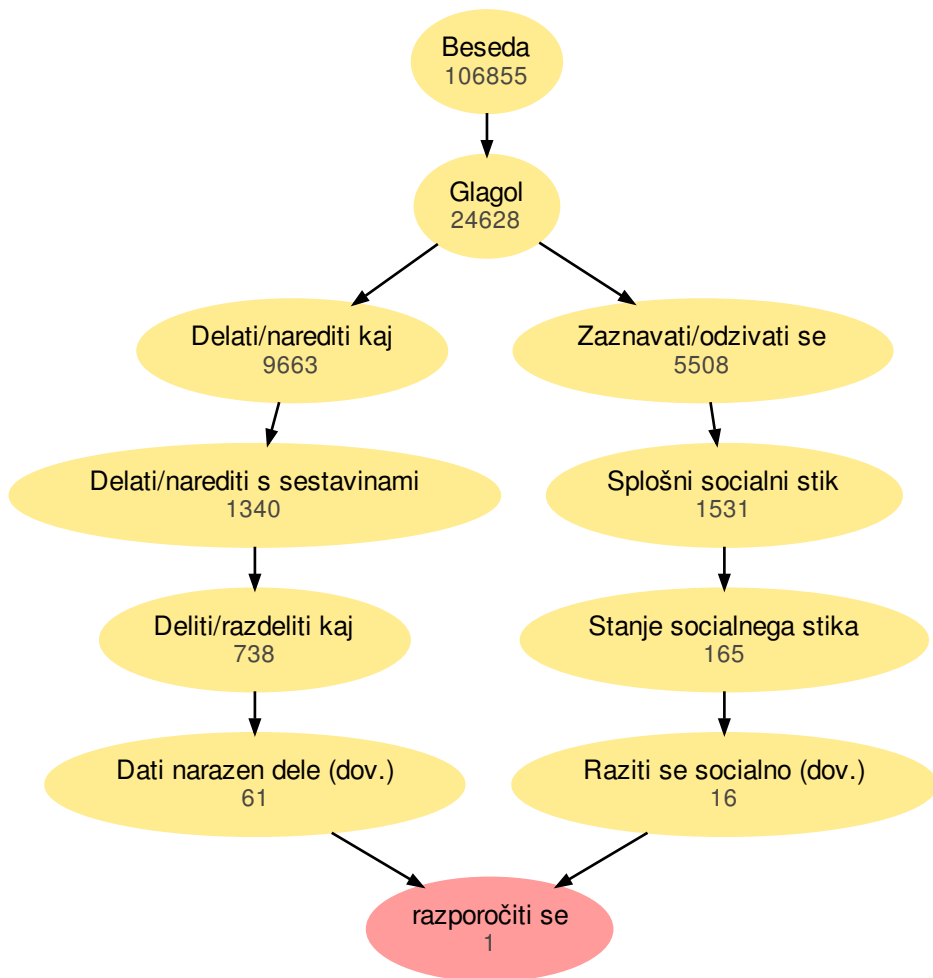 Beseda
106855
Glagol
24628
Delati/narediti kaj
9663
Zaznavati/odzivati se
5508
Delati/narediti s sestavinami
1340
Splošni socialni stik
1531
Deliti/razdeliti kaj
738
Stanje socialnega stika
165
Dati narazen dele (dov.)
61
Raziti se socialno (dov.)
16
razporočiti se
1